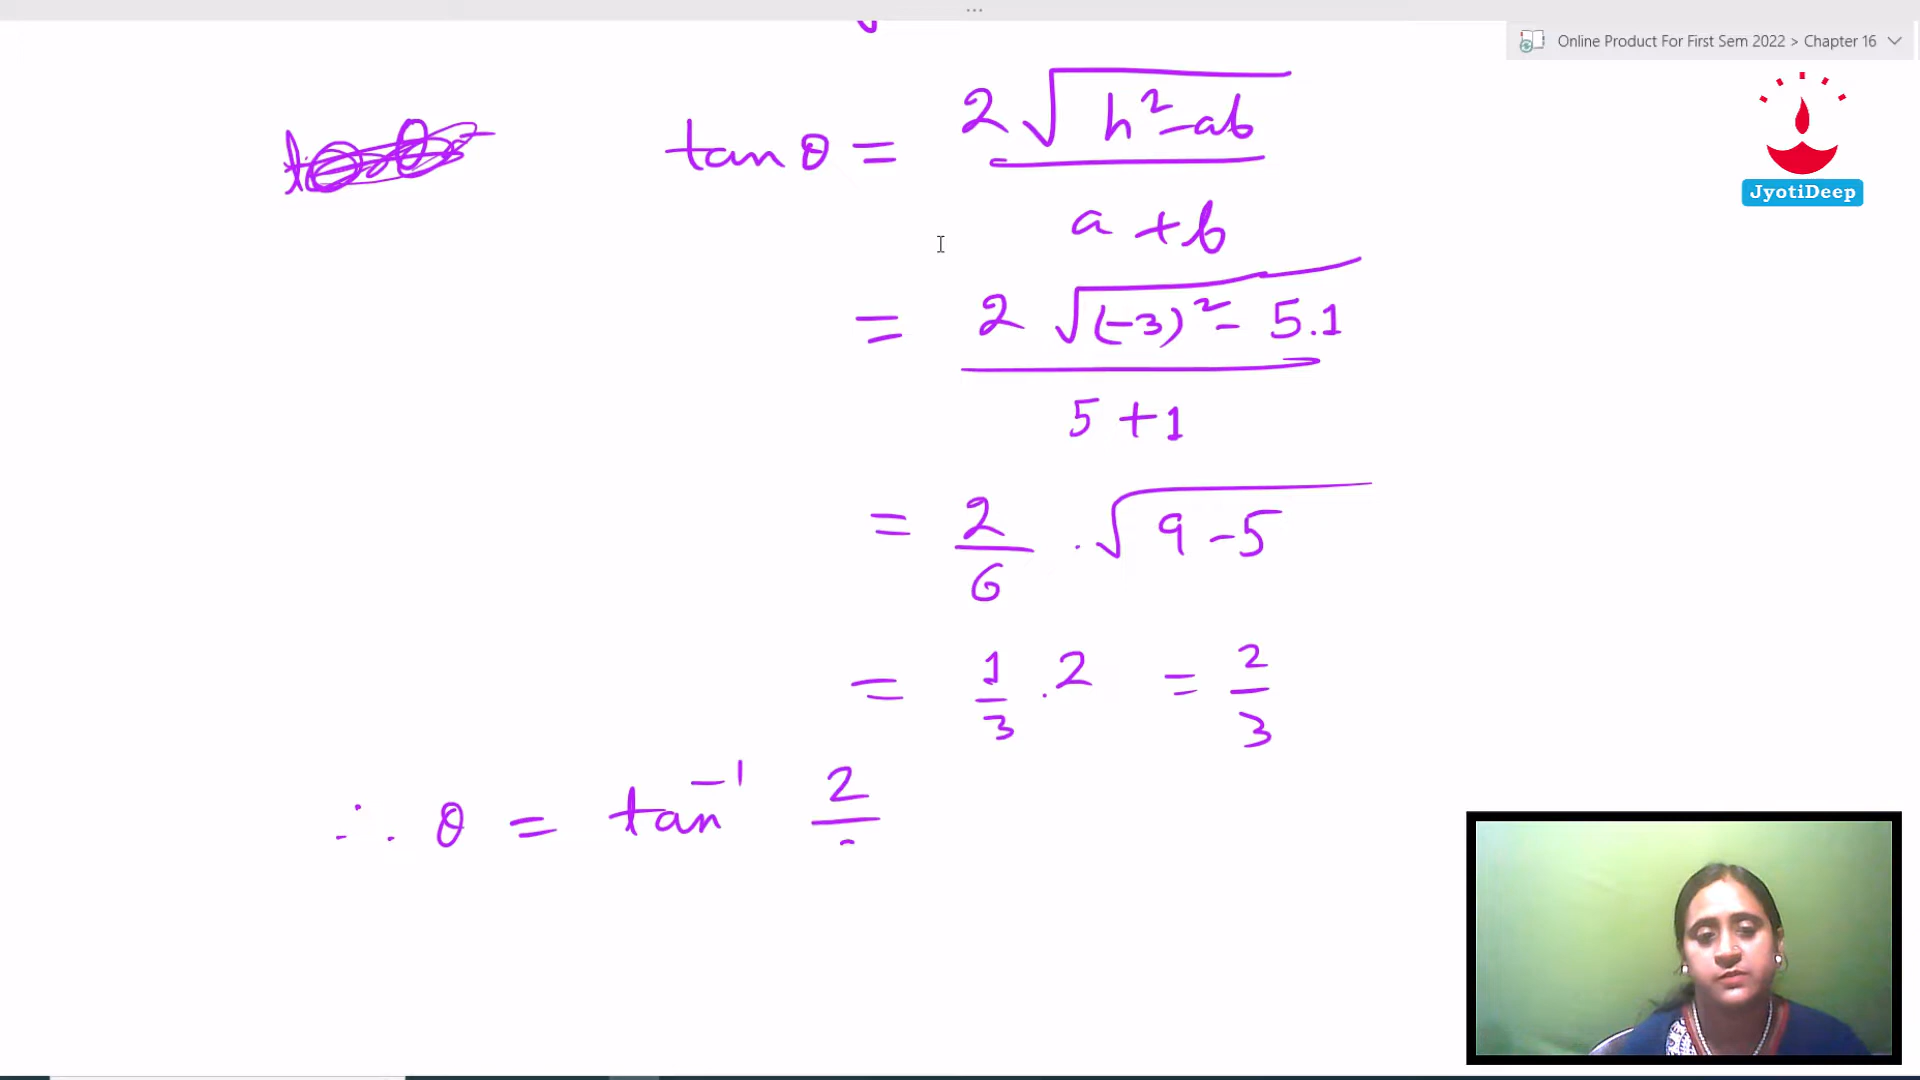 Online Product For First Sem 2022 > Chapter 16
JyotiDeep
tan θ = 2√(h²-ab)
a + b
= 2 √(-3)² - 5.1
5 + 1
= 2/6 . √9 - 5
= 1/3 . 2 = 2/3
∴ θ = tan⁻¹ 2